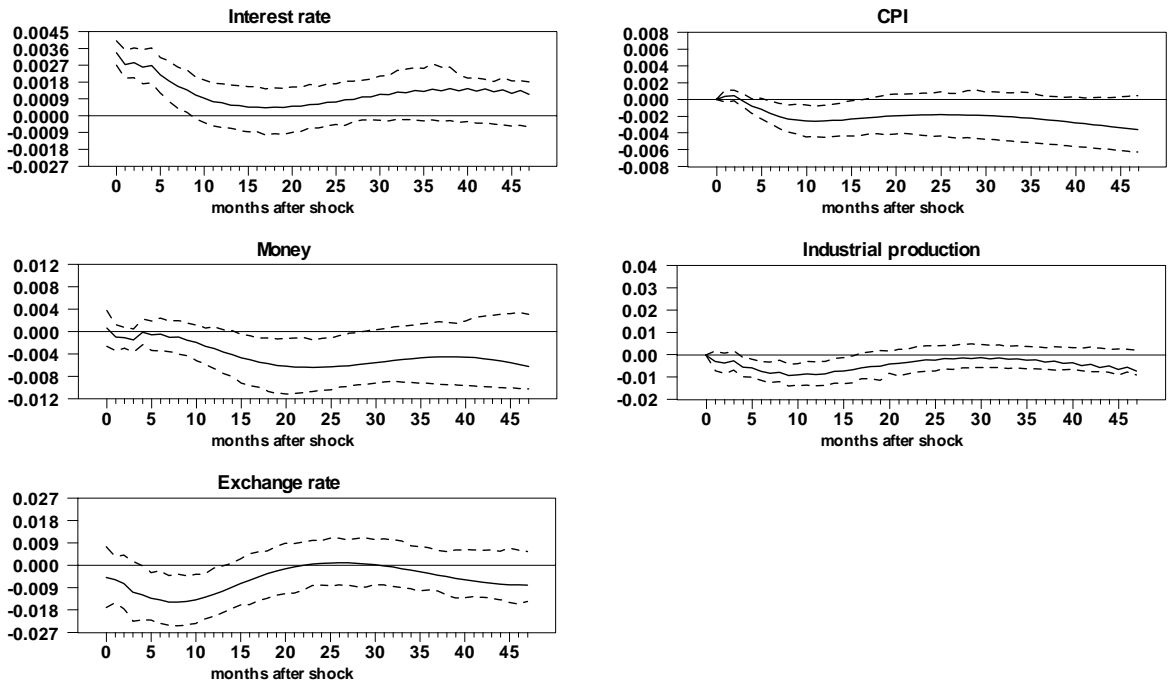 Interest rate
0.0045
0.0036
0.0027
0.0018
0.0009
0.0000
-0.0009
-0.0018
-0.0027
0 5 10 15 20 25 30 35 40 45
months after shock
CPI
0.008
0.006
0.004
0.002
0.000
-0.002
-0.004
-0.006
-0.008
0 5 10 15 20 25 30 35 40 45
months after shock
Money
0.012
0.008
0.004
0.000
-0.004
-0.008
-0.012
0 5 10 15 20 25 30 35 40 45
months after shock
Industrial production
0.04
0.03
0.02
0.01
0.00
-0.01
-0.02
0 5 10 15 20 25 30 35 40 45
months after shock
Exchange rate
0.027
0.018
0.009
0.000
-0.009
-0.018
-0.027
0 5 10 15 20 25 30 35 40 45
months after shock